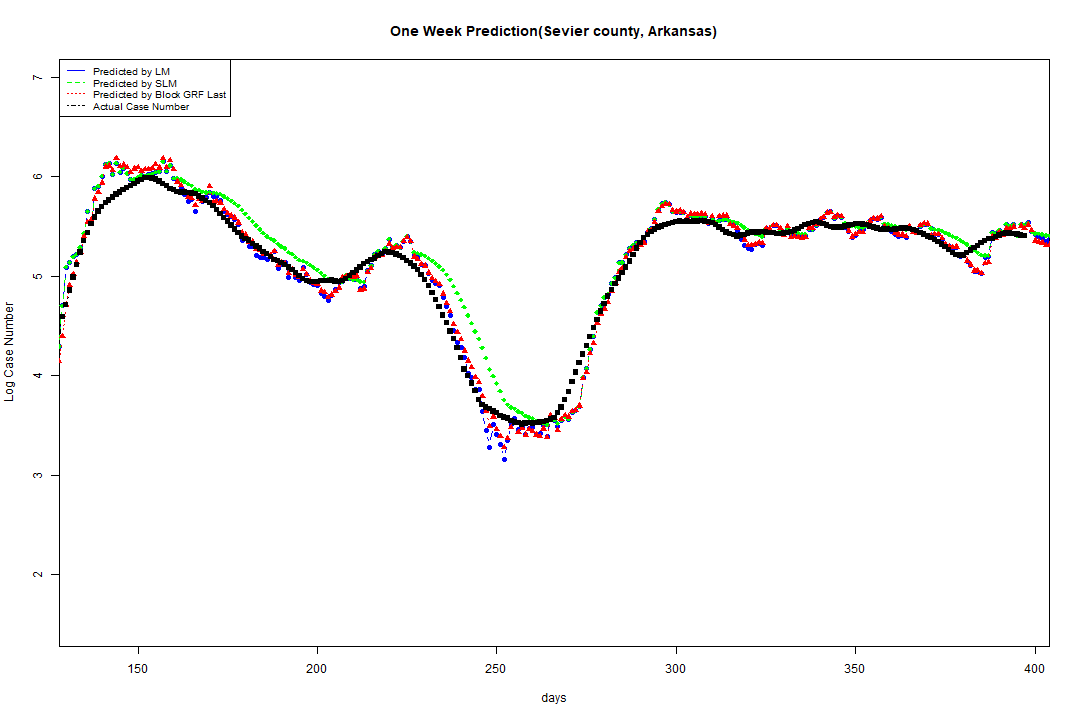 One Week Prediction(Sevier county, Arkansas)
Predicted by LM
Predicted by SLM
Predicted by Block GRF Last
Actual Case Number
7
6
5
4
3
2
Log Case Number
150 200 250 300 350 400
days